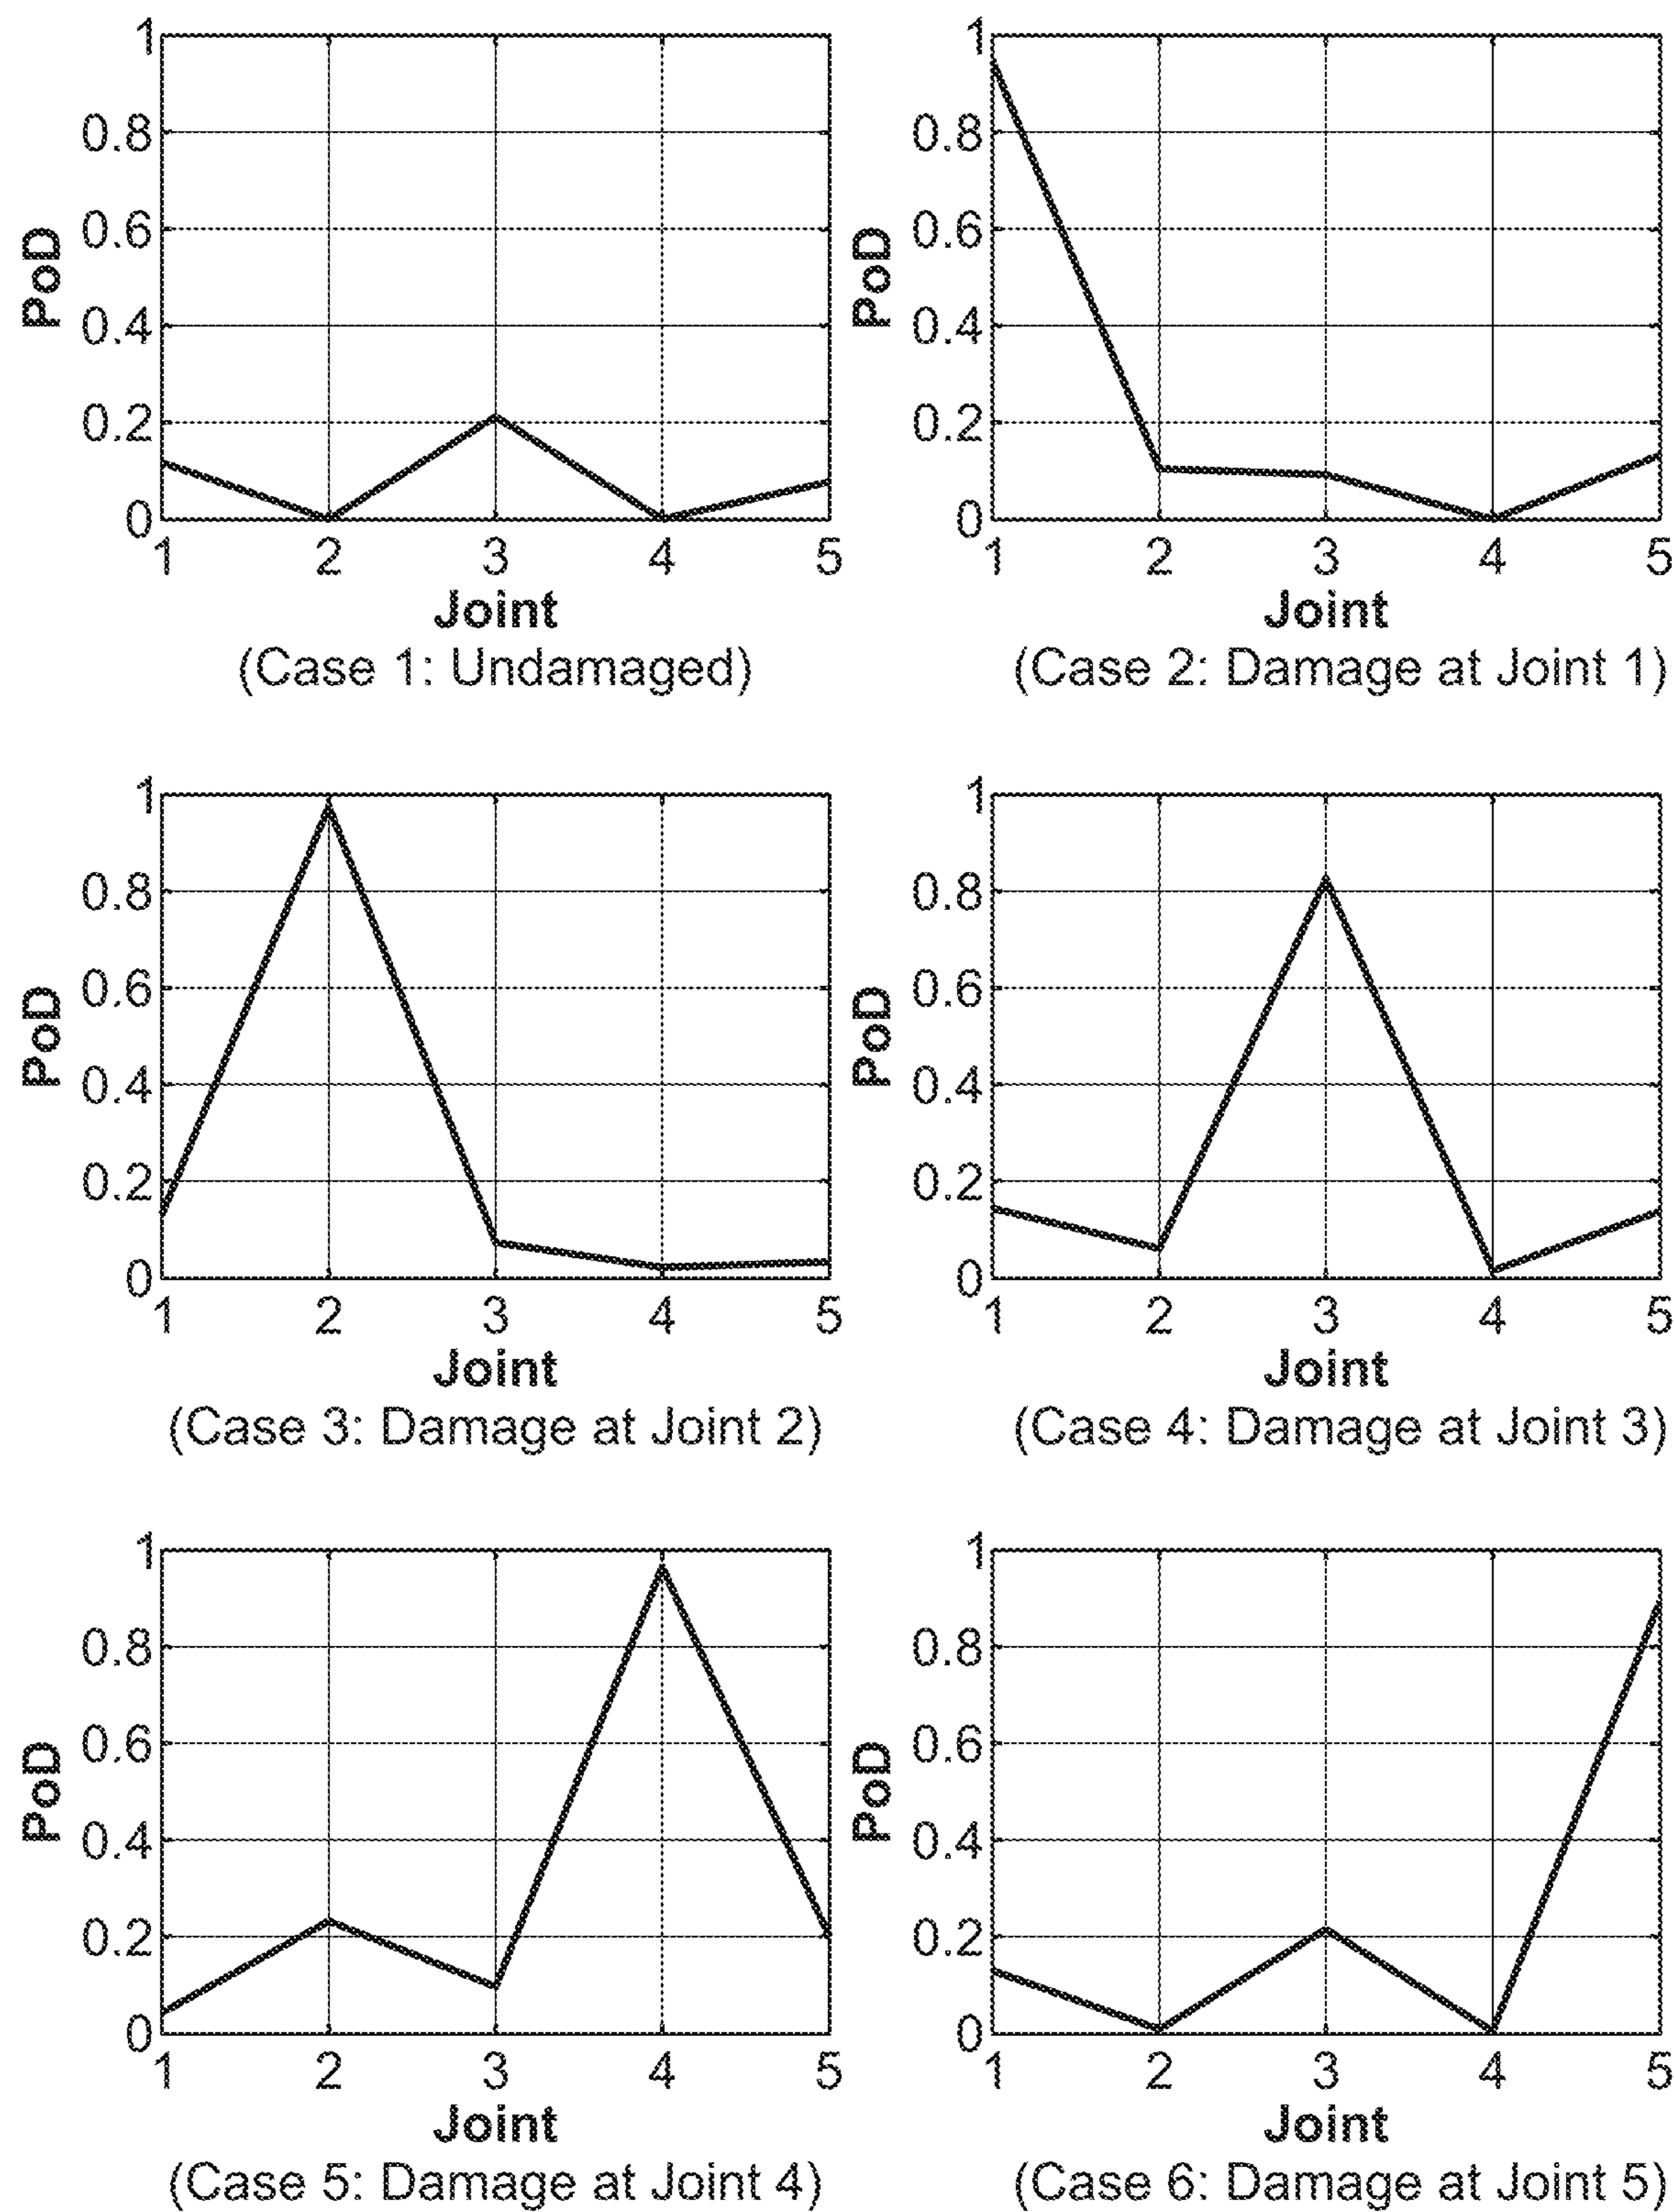 1
0.8
0.6
0.4
0.2
0
PoD
1 2 3 4 5
Joint
(Case 1: Undamaged)
1
0.8
0.6
0.4
0.2
0
PoD
1 2 3 4 5
Joint
(Case 2: Damage at Joint 1)
1
0.8
0.6
0.4
0.2
0
PoD
1 2 3 4 5
Joint
(Case 3: Damage at Joint 2)
1
0.8
0.6
0.4
0.2
0
PoD
1 2 3 4 5
Joint
(Case 4: Damage at Joint 3)
1
0.8
0.6
0.4
0.2
0
PoD
1 2 3 4 5
Joint
(Case 5: Damage at Joint 4)
1
0.8
0.6
0.4
0.2
0
PoD
1 2 3 4 5
Joint
(Case 6: Damage at Joint 5)